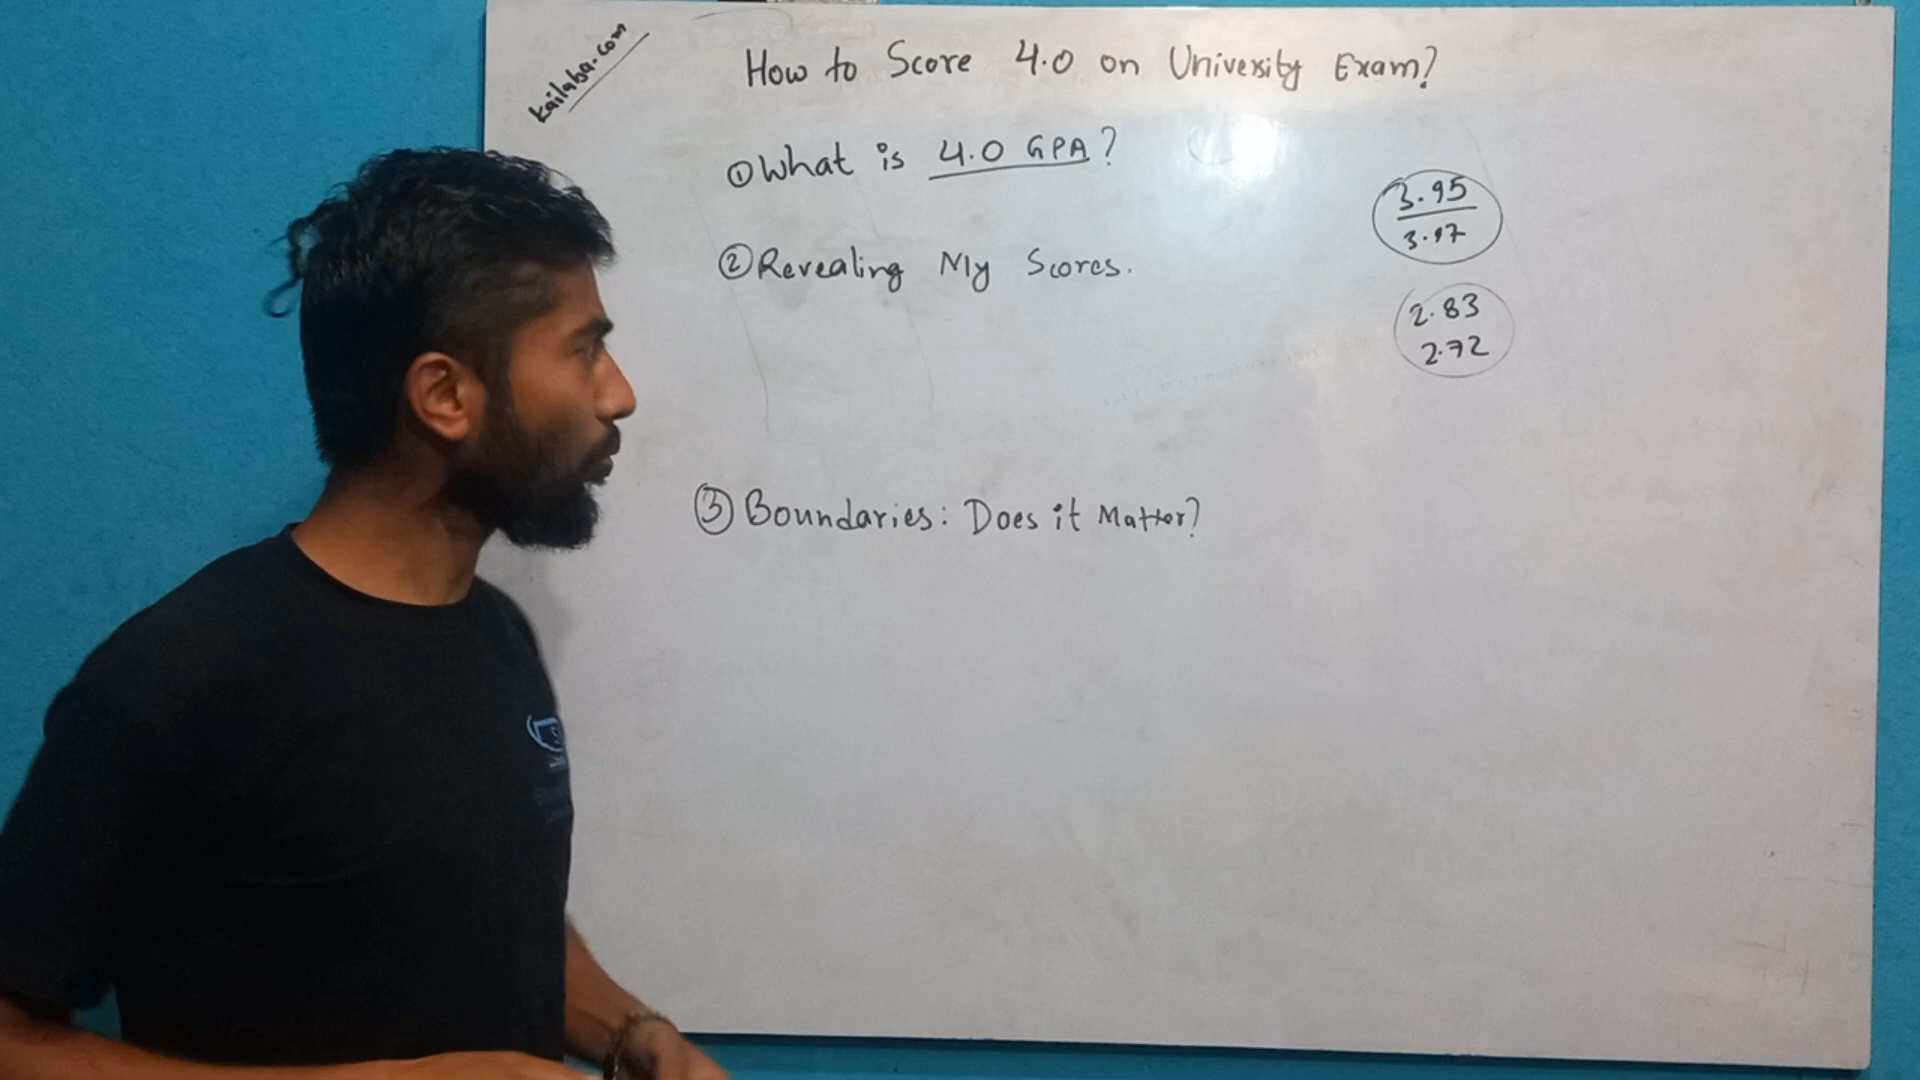 kailaba.com
How to Score 4.0 on University Exam?
① What is 4.0 GPA?
3.95
3.97
② Revealing My Scores.
2.83
2.72
③ Boundaries: Does it Matter?